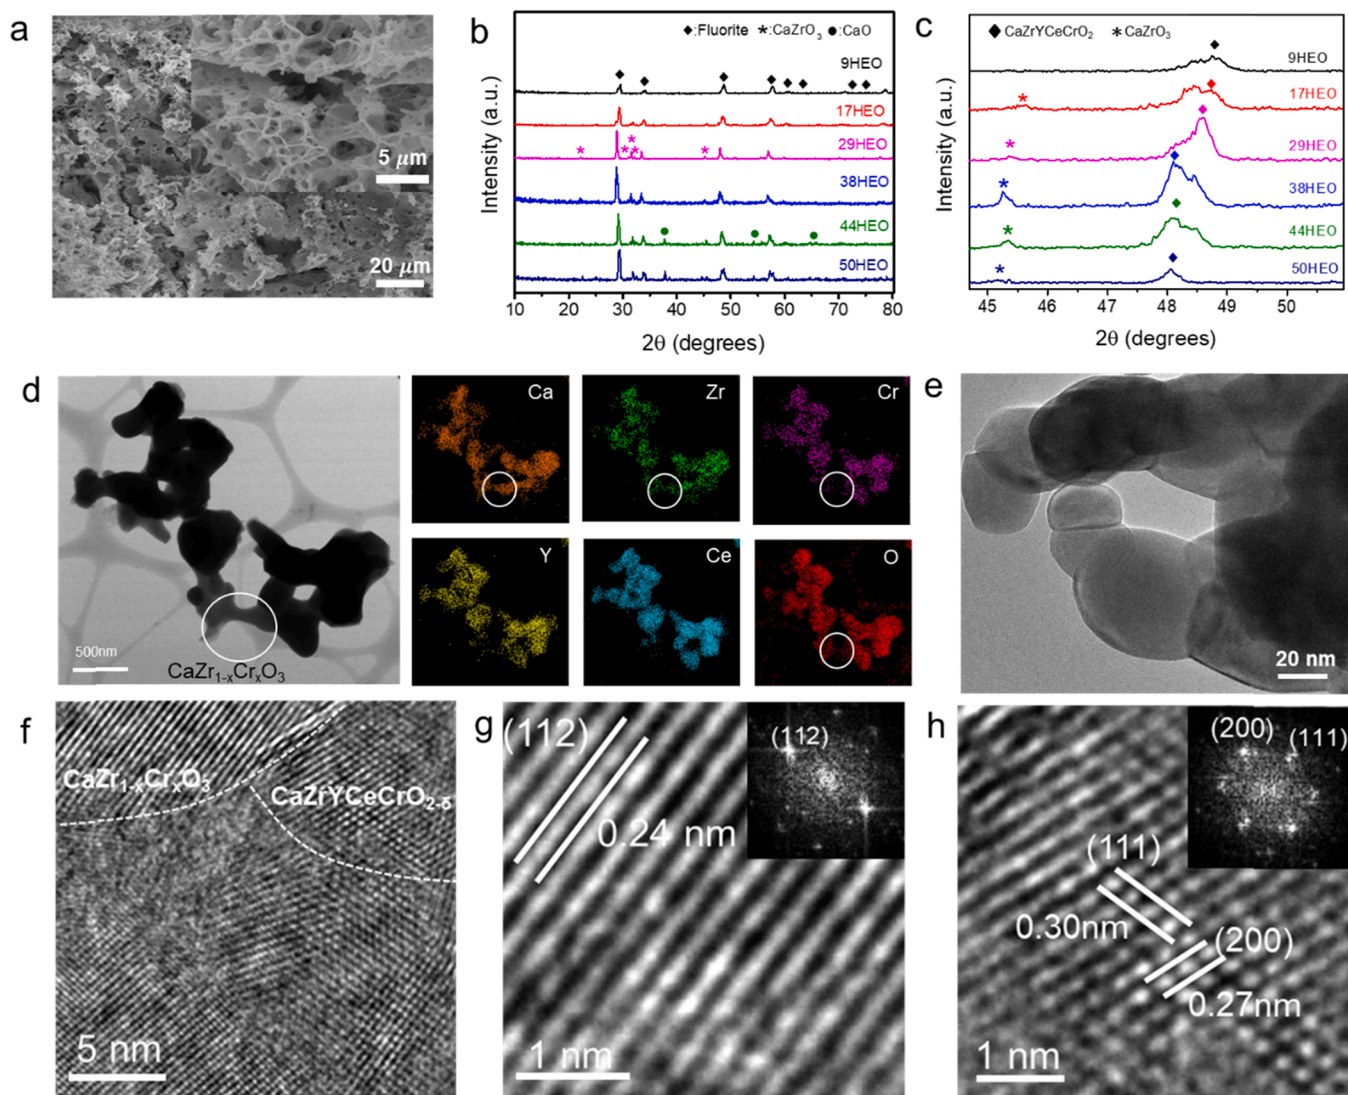 a
5 μm
20 μm
b
◆:Fluorite *:CaZrO₃ ●:CaO
9HEO
17HEO
29HEO
38HEO
44HEO
50HEO
Intensity (a.u.)
10 20 30 40 50 60 70 80
2θ (degrees)
c
◆ CaZrYCeCrO₂ * CaZrO₃
9HEO
17HEO
29HEO
38HEO
44HEO
50HEO
Intensity (a.u.)
45 46 47 48 49 50
2θ (degrees)
d
500nm
CaZr₁₋ₓCrₓO₃
Ca
Zr
Cr
Y
Ce
O
e
20 nm
f
CaZr₁₋ₓCrₓO₃
CaZrYCeCrO₂₋δ
5 nm
g
(112)
(112)
0.24 nm
1 nm
h
(200)
(111)
(111)
0.30nm
(200)
0.27nm
1 nm